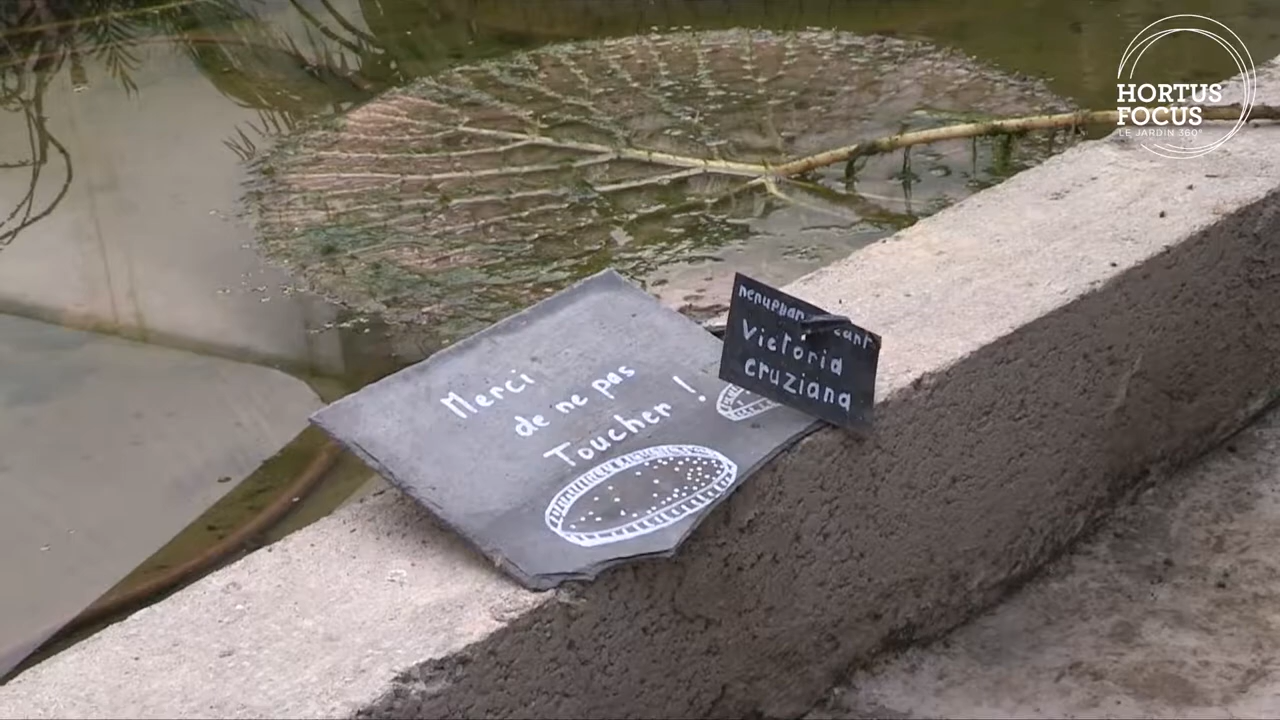 HORTUS
FOCUS
LE JARDIN 360°
Merci
de ne pas
Toucher !
Victoria
cruziana